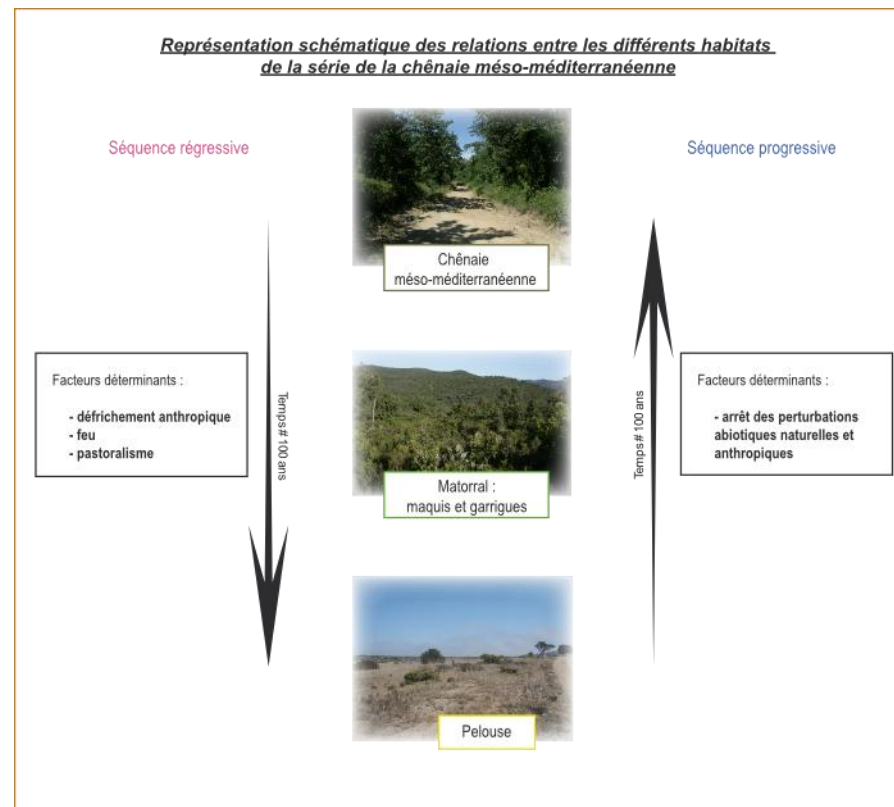 Représentation schématique des relations entre les différents habitats
de la série de la chênaie méso-méditerranéenne
Séquence régressive
Séquence progressive
Chênaie
méso-méditerranéenne
Facteurs déterminants :
- défrichement anthropique
- feu
- pastoralisme
Temps# 100 ans
Matorral :
maquis et garrigues
Temps# 100 ans
Facteurs déterminants :
- arrêt des perturbations
abiotiques naturelles et
anthropiques
Pelouse